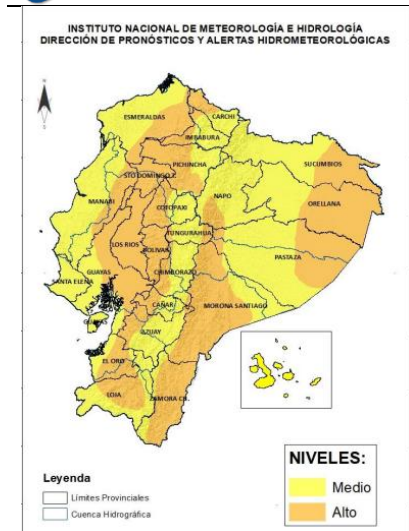 INSTITUTO NACIONAL DE METEOROLOGÍA E HIDROLOGÍA
DIRECCIÓN DE PRONÓSTICOS Y ALERTAS HIDROMETEOROLÓGICAS
N
S
ESMERALDAS
CARCHI
IMBABURA
PICHINCHA
SUCUMBIOS
STO DOMINGO T.
MANABI
NAPO
ORELLANA
COTOPAXI
TUNGURAHUA
LOS RIOS
BOLIVAR
PASTAZA
CHIMBORAZO
GUAYAS
SANTA ELENA
CAÑAR
MORONA SANTIAGO
GUAYAS
AZUAY
EL ORO
LOJA
ZAMORA CH.
NIVELES:
Medio
Alto
Leyenda
Límites Provinciales
Cuenca Hidrográfica